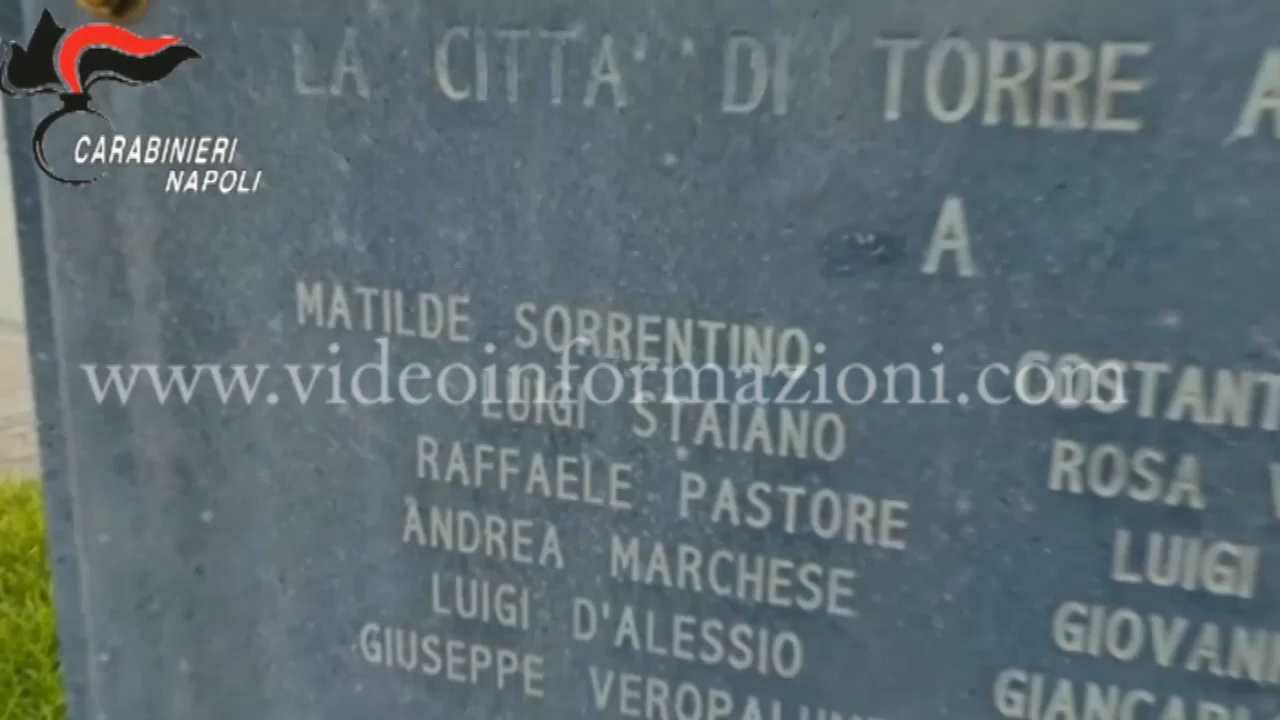 CARABINIERI
NAPOLI
LA CITTA' DI TORRE
A
MATILDE SORRENTINO
www.videoinformazioni.com
LUIGI STAIANO
RAFFAELE PASTORE
ANDREA MARCHESE
LUIGI D'ALESSIO
GIUSEPPE
ROSA
LUIGI